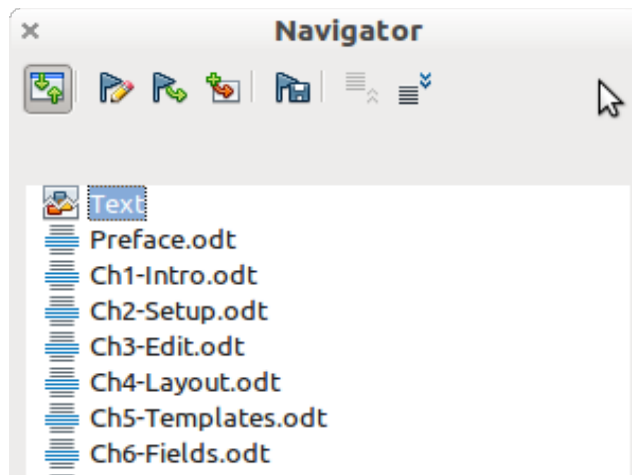 Navigator
Text
Preface.odt
Ch1-Intro.odt
Ch2-Setup.odt
Ch3-Edit.odt
Ch4-Layout.odt
Ch5-Templates.odt
Ch6-Fields.odt